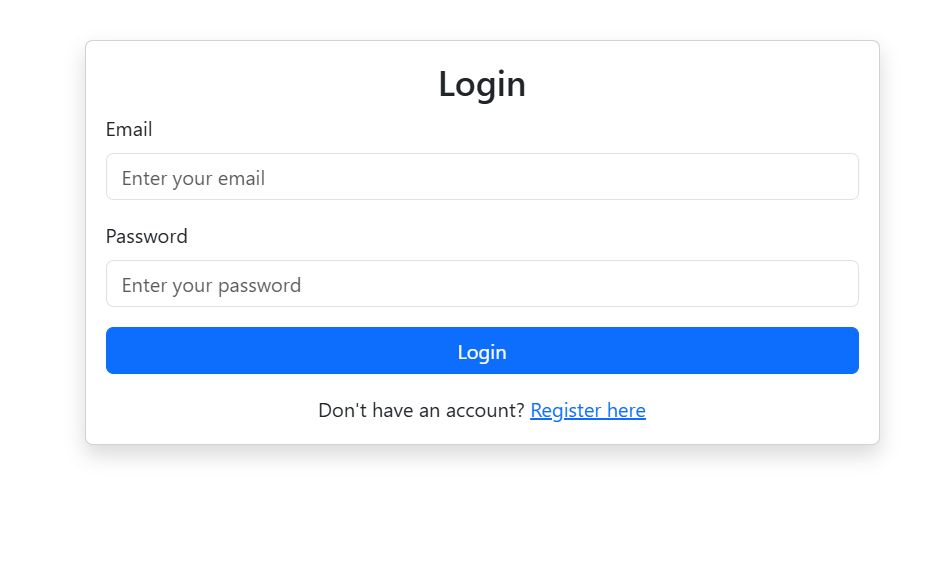 Login
Email
Enter your email
Password
Enter your password
Login
Don't have an account? Register here